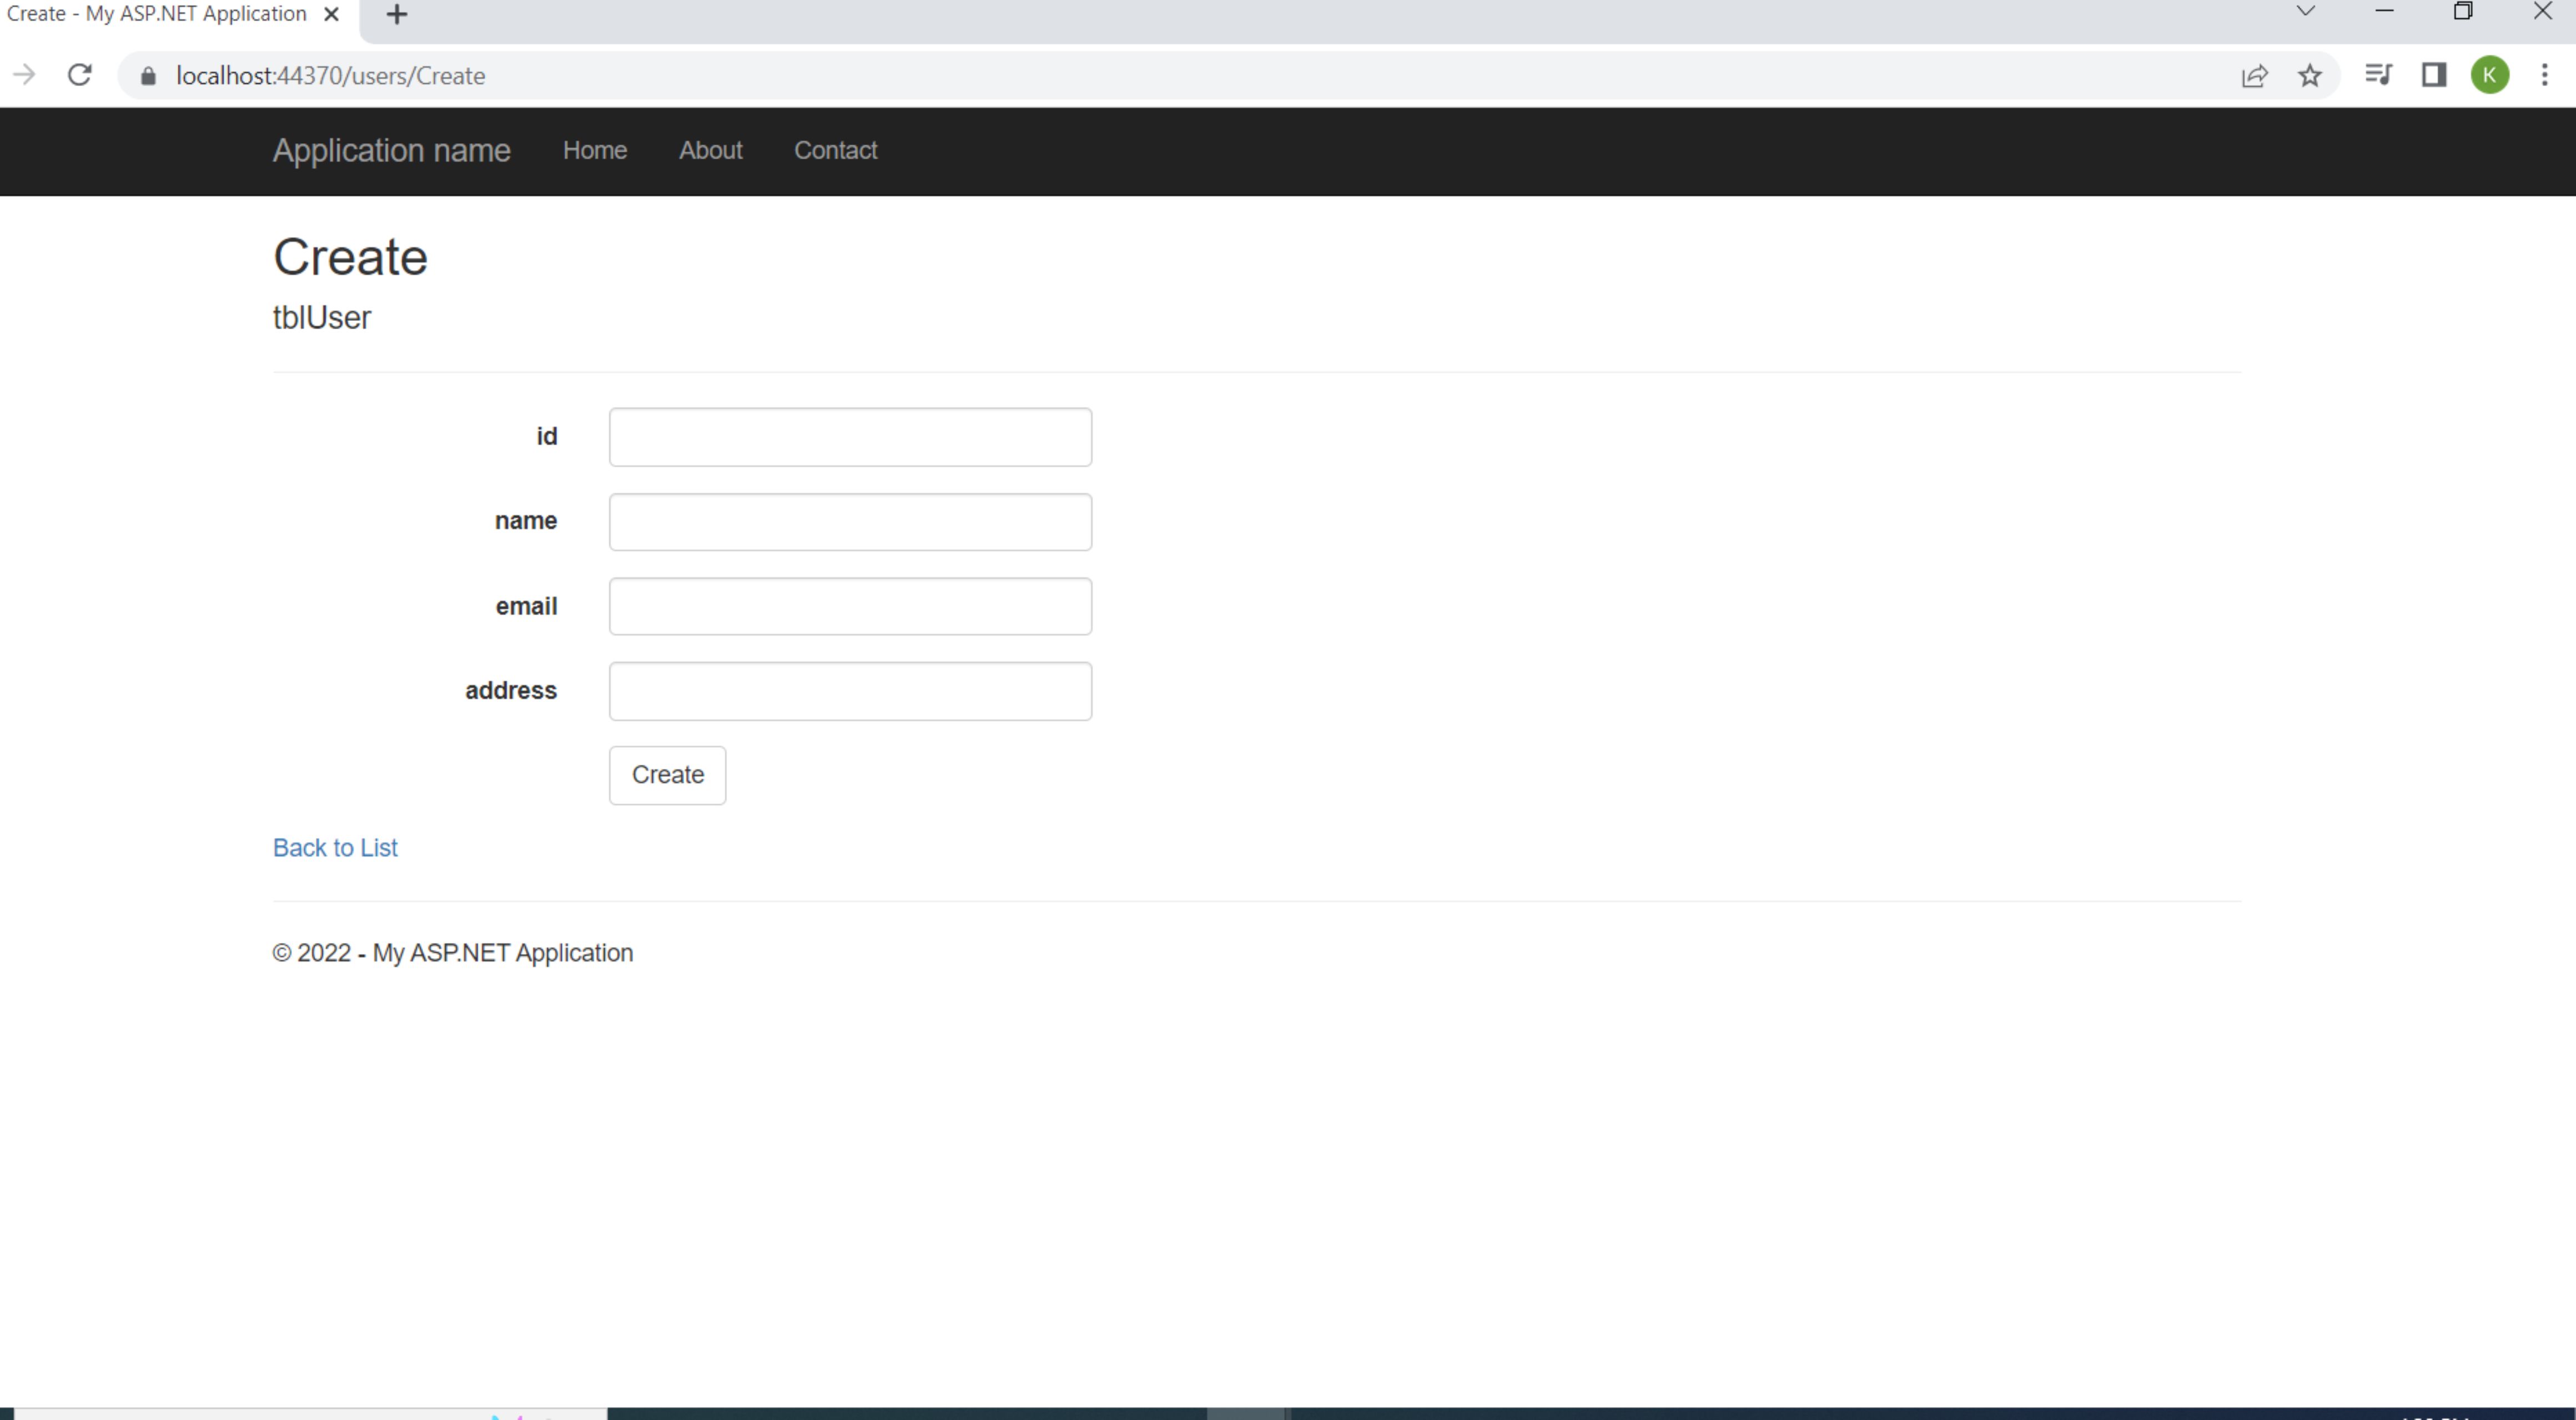 Create - My ASP.NET Application
localhost:44370/users/Create
K
Application name Home About Contact
Create
tblUser
id
name
email
address
Create
Back to List
© 2022 - My ASP.NET Application